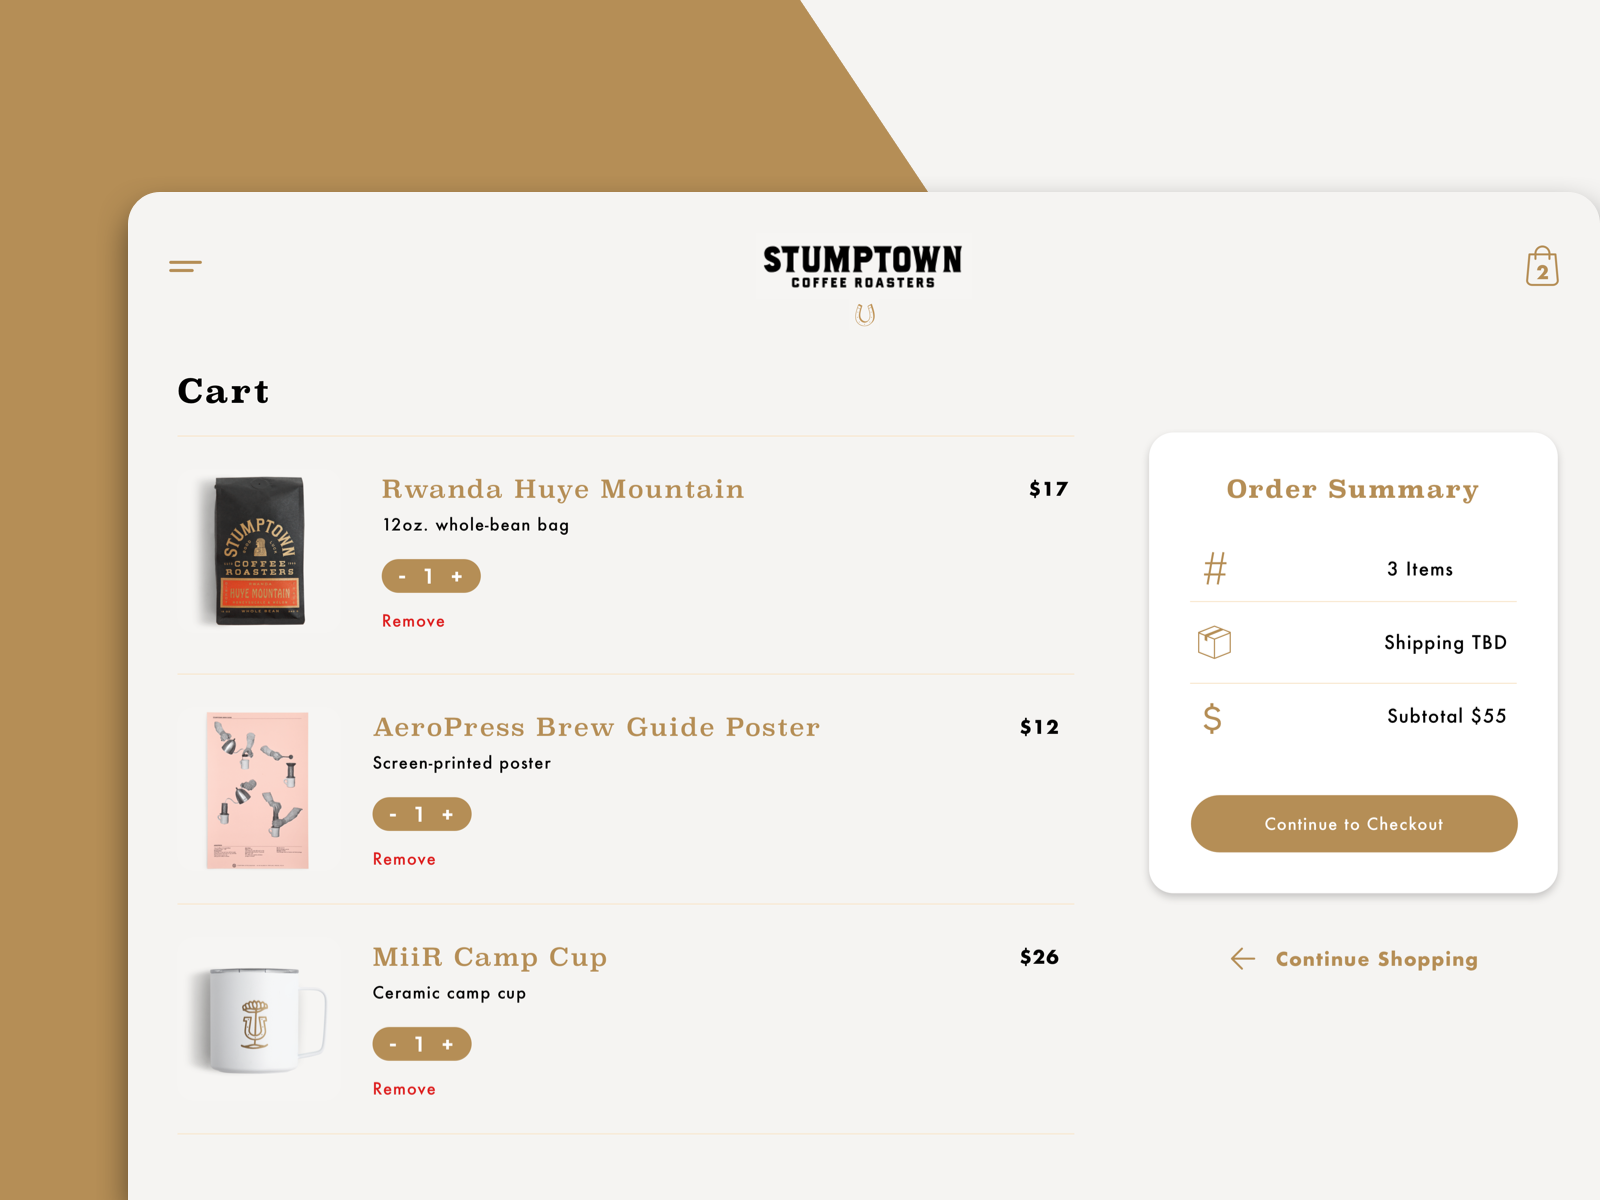 STUMPTOWN
COFFEE ROASTERS
2
Cart
Rwanda Huye Mountain
$17
12oz. whole-bean bag
- 1 +
Remove
STUMPTOWN
COFFEE
ROASTERS
HUYE MOUNTAIN
WHOLE BEAN
AeroPress Brew Guide Poster
$12
Screen-printed poster
- 1 +
Remove
MiiR Camp Cup
$26
Ceramic camp cup
- 1 +
Remove
Order Summary
# 3 Items
Shipping TBD
$ Subtotal $55
Continue to Checkout
← Continue Shopping